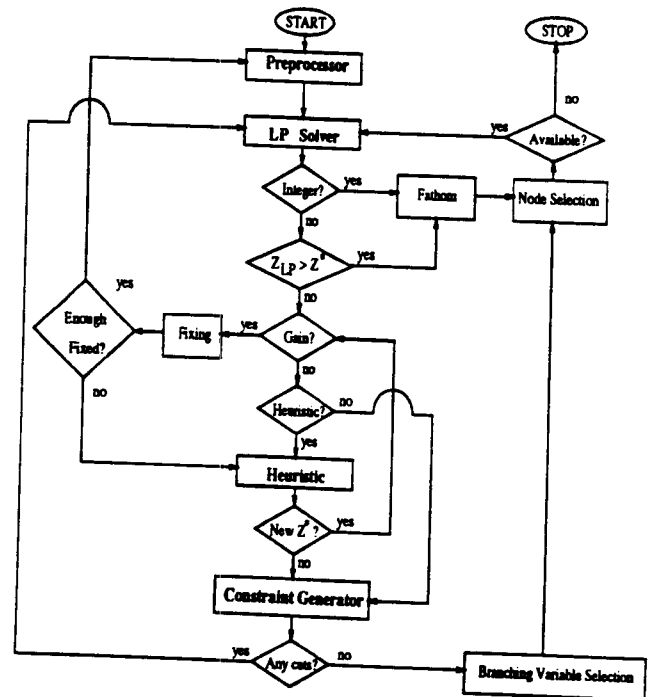 START
STOP
Preprocessor
no
yes
LP Solver
yes
Available?
Integer?
yes
Fathom
Node Selection
no
Z_LP > Z*
yes
no
yes
Enough
Fixed?
Fixing
yes
Gain?
no
no
Heuristic?
no
yes
Heuristic
New Z* ?
yes
no
Constraint Generator
yes
Any cuts?
no
Branching Variable Selection